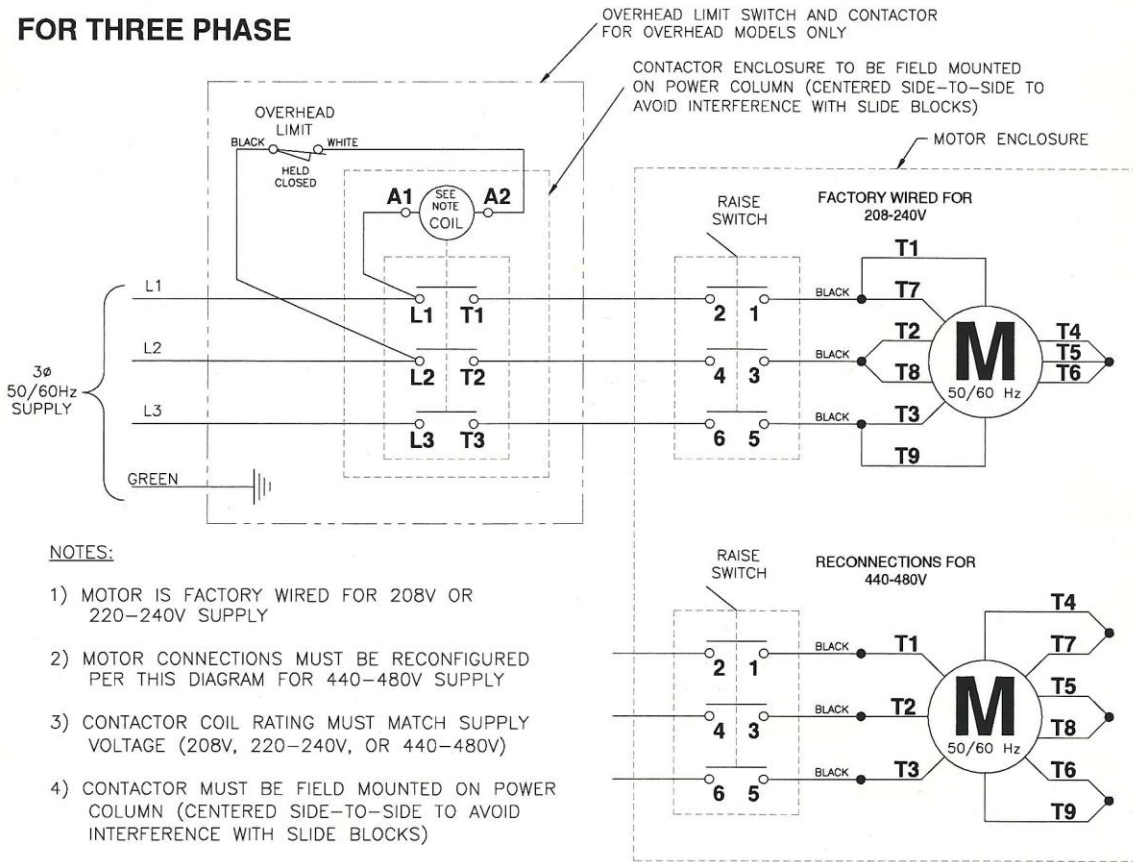 FOR THREE PHASE
OVERHEAD LIMIT SWITCH AND CONTACTOR
FOR OVERHEAD MODELS ONLY
CONTACTOR ENCLOSURE TO BE FIELD MOUNTED
ON POWER COLUMN (CENTERED SIDE-TO-SIDE TO
AVOID INTERFERENCE WITH SLIDE BLOCKS)
MOTOR ENCLOSURE
OVERHEAD
LIMIT
BLACK
WHITE
HELD
CLOSED
A1
SEE
NOTE
COIL
A2
RAISE
SWITCH
FACTORY WIRED FOR
208-240V
3ø
50/60Hz
SUPPLY
L1
L1
T1
2
1
BLACK
T1
T7
L2
L2
T2
4
3
BLACK
T2
T8
L3
L3
T3
6
5
BLACK
T3
T9
M
50/60 Hz
T4
T5
T6
GREEN
NOTES:
1) MOTOR IS FACTORY WIRED FOR 208V OR
220-240V SUPPLY
2) MOTOR CONNECTIONS MUST BE RECONFIGURED
PER THIS DIAGRAM FOR 440-480V SUPPLY
3) CONTACTOR COIL RATING MUST MATCH SUPPLY
VOLTAGE (208V, 220-240V, OR 440-480V)
4) CONTACTOR MUST BE FIELD MOUNTED ON POWER
COLUMN (CENTERED SIDE-TO-SIDE TO AVOID
INTERFERENCE WITH SLIDE BLOCKS)
RAISE
SWITCH
RECONNECTIONS FOR
440-480V
2
1
BLACK
T1
4
3
BLACK
T2
6
5
BLACK
T3
M
50/60 Hz
T4
T7
T5
T8
T6
T9